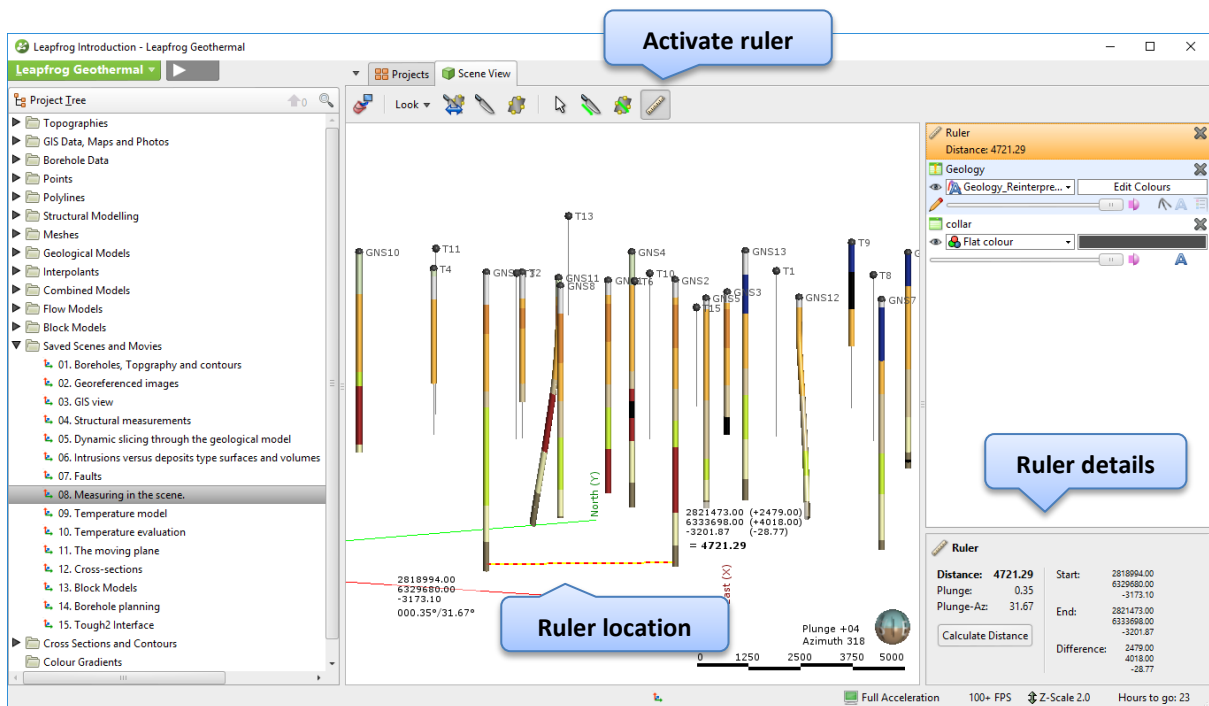 Activate ruler
Leapfrog Introduction - Leapfrog Geothermal
Leapfrog Geothermal
Projects
Scene View
Project Tree
0
Look
Topographies
GIS Data, Maps and Photos
Borehole Data
Points
Polylines
Structural Modelling
Meshes
Geological Models
Interpolants
Combined Models
Flow Models
Block Models
Saved Scenes and Movies
01. Boreholes, Topgraphy and contours
02. Georeferenced images
03. GIS view
04. Structural measurements
05. Dynamic slicing through the geological model
06. Intrusions versus deposits type surfaces and volumes
07. Faults
08. Measuring in the scene.
09. Temperature model
10. Temperature evaluation
11. The moving plane
12. Cross-sections
13. Block Models
14. Borehole planning
15. Tough2 Interface
Cross Sections and Contours
Colour Gradients
T13
GNS10
T11
T4
T2
GNS11
GNS8
GNS4
T10
T6
GNS2
GNS13
T1
T9
T8
T15
GNS5
GNS3
GNS12
GNS7
North (Y)
2821473.00 (+2479.00)
6333698.00 (+4018.00)
-3201.87 (-28.77)
= 4721.29
2818994.00
6329680.00
-3173.10
000.35°/31.67°
East (X)
Ruler location
Plunge +04
Azimuth 318
0 1250 2500 3750 5000
Ruler
Distance: 4721.29
Geology
Geology_Reinterpre...
Edit Colours
collar
Flat colour
Ruler details
Ruler
Distance: 4721.29
Plunge: 0.35
Plunge-Az: 31.67
Calculate Distance
Start: 2818994.00
6329680.00
-3173.10
End: 2821473.00
6333698.00
-3201.87
Difference: 2479.00
4018.00
-28.77
Full Acceleration
100+ FPS
Z-Scale 2.0
Hours to go: 23